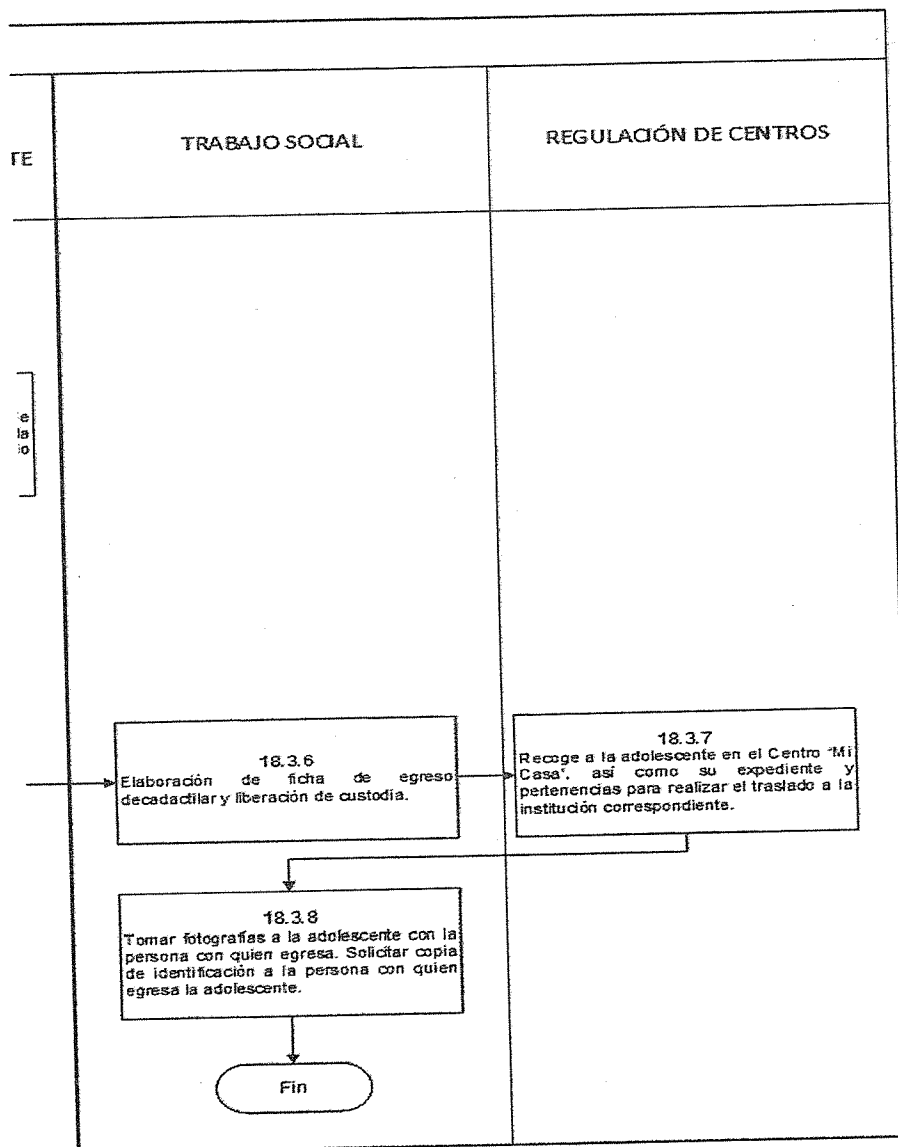 TE
TRABAJO SOCIAL
REGULACIÓN DE CENTROS
e
la
io
18.3.6
Elaboración de ficha de egreso
decadactilar y liberación de custodia.
18.3.7
Recoge a la adolescente en el Centro "Mi
Casa", así como su expediente y
pertenencias para realizar el traslado a la
institución correspondiente.
18.3.8
Tomar fotografías a la adolescente con la
persona con quien egresa. Solicitar copia
de identificación a la persona con quien
egresa la adolescente.
Fin